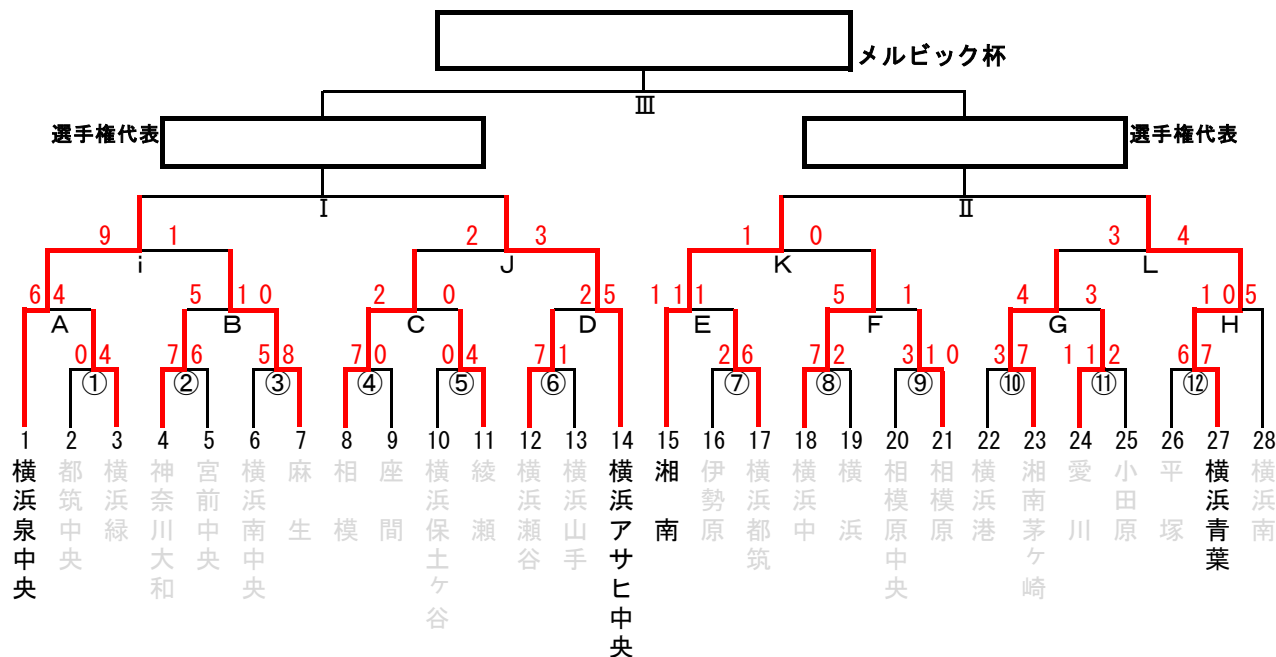 メルビック杯
Ⅲ
選手権代表 選手権代表
Ⅰ Ⅱ
9 1 2 3 1 0 3 4
i J K L
6 4 5 10 2 0 2 5 11 1 5 1 4 3 10 5
A B C D E F G H
0 4 7 6 5 8 7 0 0 4 7 1 2 6 7 2 3 10 3 7 11 2 6 7
① ② ③ ④ ⑤ ⑥ ⑦ ⑧ ⑨ ⑩ ⑪ ⑫
1 2 3 4 5 6 7 8 9 10 11 12 13 14 15 16 17 18 19 20 21 22 23 24 25 26 27 28
横浜泉中央
都筑中央
横浜緑
神奈川大和
宮前中央
横浜南中央
麻生
相模
座間
横浜保土ヶ谷
綾瀬
横浜瀬谷
横浜山手
横浜アサヒ中央
湘南
伊勢原
横浜都筑
横浜中
横浜
相模原中央
相模原
横浜港
湘南茅ヶ崎
愛川
小田原
平塚
横浜青葉
横浜南